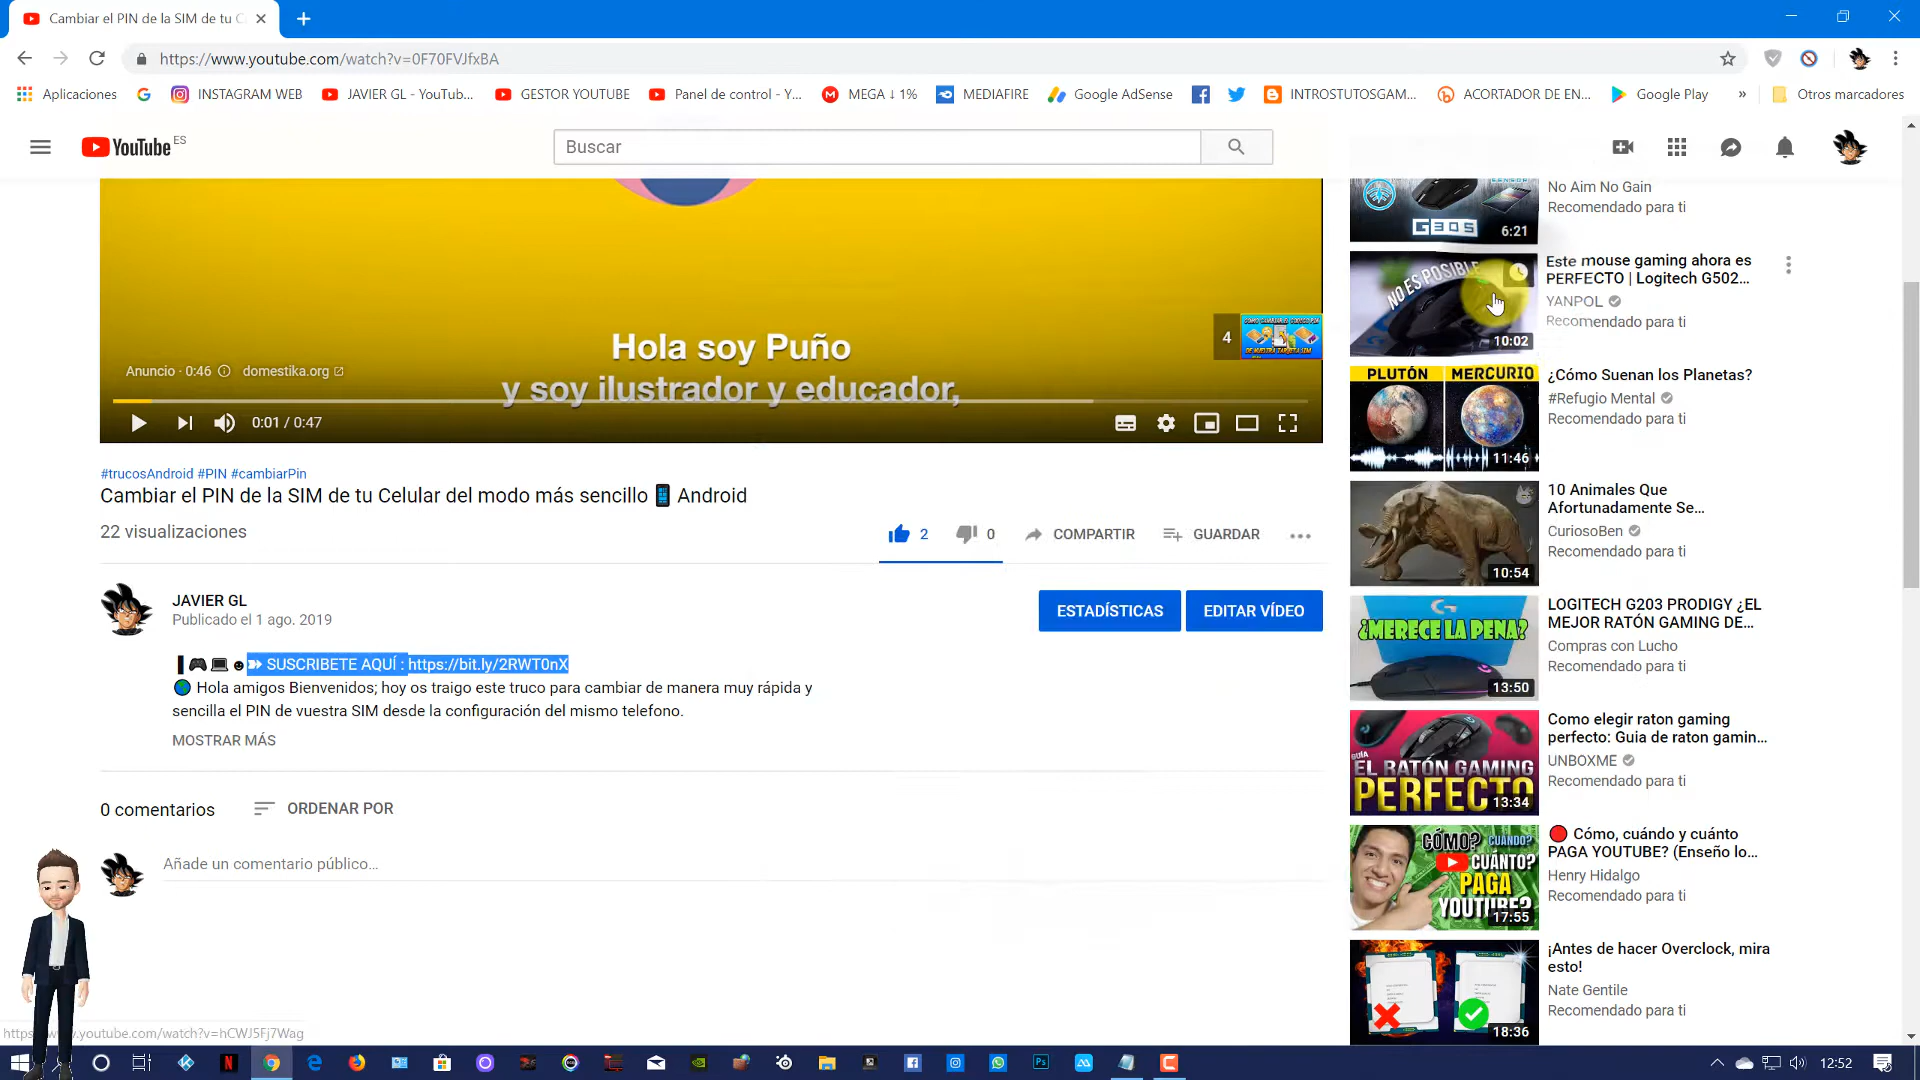 Cambiar el PIN de la SIM de tu C
https://www.youtube.com/watch?v=0F70FVJfxBA
Aplicaciones
INSTAGRAM WEB
JAVIER GL - YouTub...
GESTOR YOUTUBE
Panel de control - Y...
MEGA ↓ 1%
MEDIAFIRE
Google AdSense
INTROSTUTOSGAM...
ACORTADOR DE EN...
Google Play
»
Otros marcadores
YouTube ES
Buscar
Hola soy Puño
y soy ilustrador y educador,
Anuncio · 0:46
domestika.org
4
0:01 / 0:47
#trucosAndroid #PIN #cambiarPin
Cambiar el PIN de la SIM de tu Celular del modo más sencillo 📱 Android
22 visualizaciones
2
0
COMPARTIR
GUARDAR
JAVIER GL
Publicado el 1 ago. 2019
ESTADÍSTICAS
EDITAR VÍDEO
SUSCRIBETE AQUÍ : https://bit.ly/2RWT0nX
Hola amigos Bienvenidos; hoy os traigo este truco para cambiar de manera muy rápida y
sencilla el PIN de vuestra SIM desde la configuración del mismo telefono.
MOSTRAR MÁS
0 comentarios
ORDENAR POR
Añade un comentario público...
G305
6:21
No Aim No Gain
Recomendado para ti
NO ES POSIBLE
10:02
Este mouse gaming ahora es
PERFECTO | Logitech G502...
YANPOL
Recomendado para ti
PLUTÓN
MERCURIO
11:46
¿Cómo Suenan los Planetas?
#Refugio Mental
Recomendado para ti
10:54
10 Animales Que
Afortunadamente Se...
CuriosoBen
Recomendado para ti
¿MERECE LA PENA?
13:50
LOGITECH G203 PRODIGY ¿EL
MEJOR RATÓN GAMING DE...
Compras con Lucho
Recomendado para ti
GUÍA
EL RATÓN GAMING
PERFECTO
13:34
Como elegir raton gaming
perfecto: Guia de raton gamin...
UNBOXME
Recomendado para ti
CÓMO? CUÁNDO?
CUÁNTO?
PAGA
YOUTUBE?
17:55
Cómo, cuándo y cuánto
PAGA YOUTUBE? (Enseño lo...
Henry Hidalgo
Recomendado para ti
18:36
¡Antes de hacer Overclock, mira
esto!
Nate Gentile
Recomendado para ti
youtube.com/watch?v=hCWJ5Fj7Wag
12:52